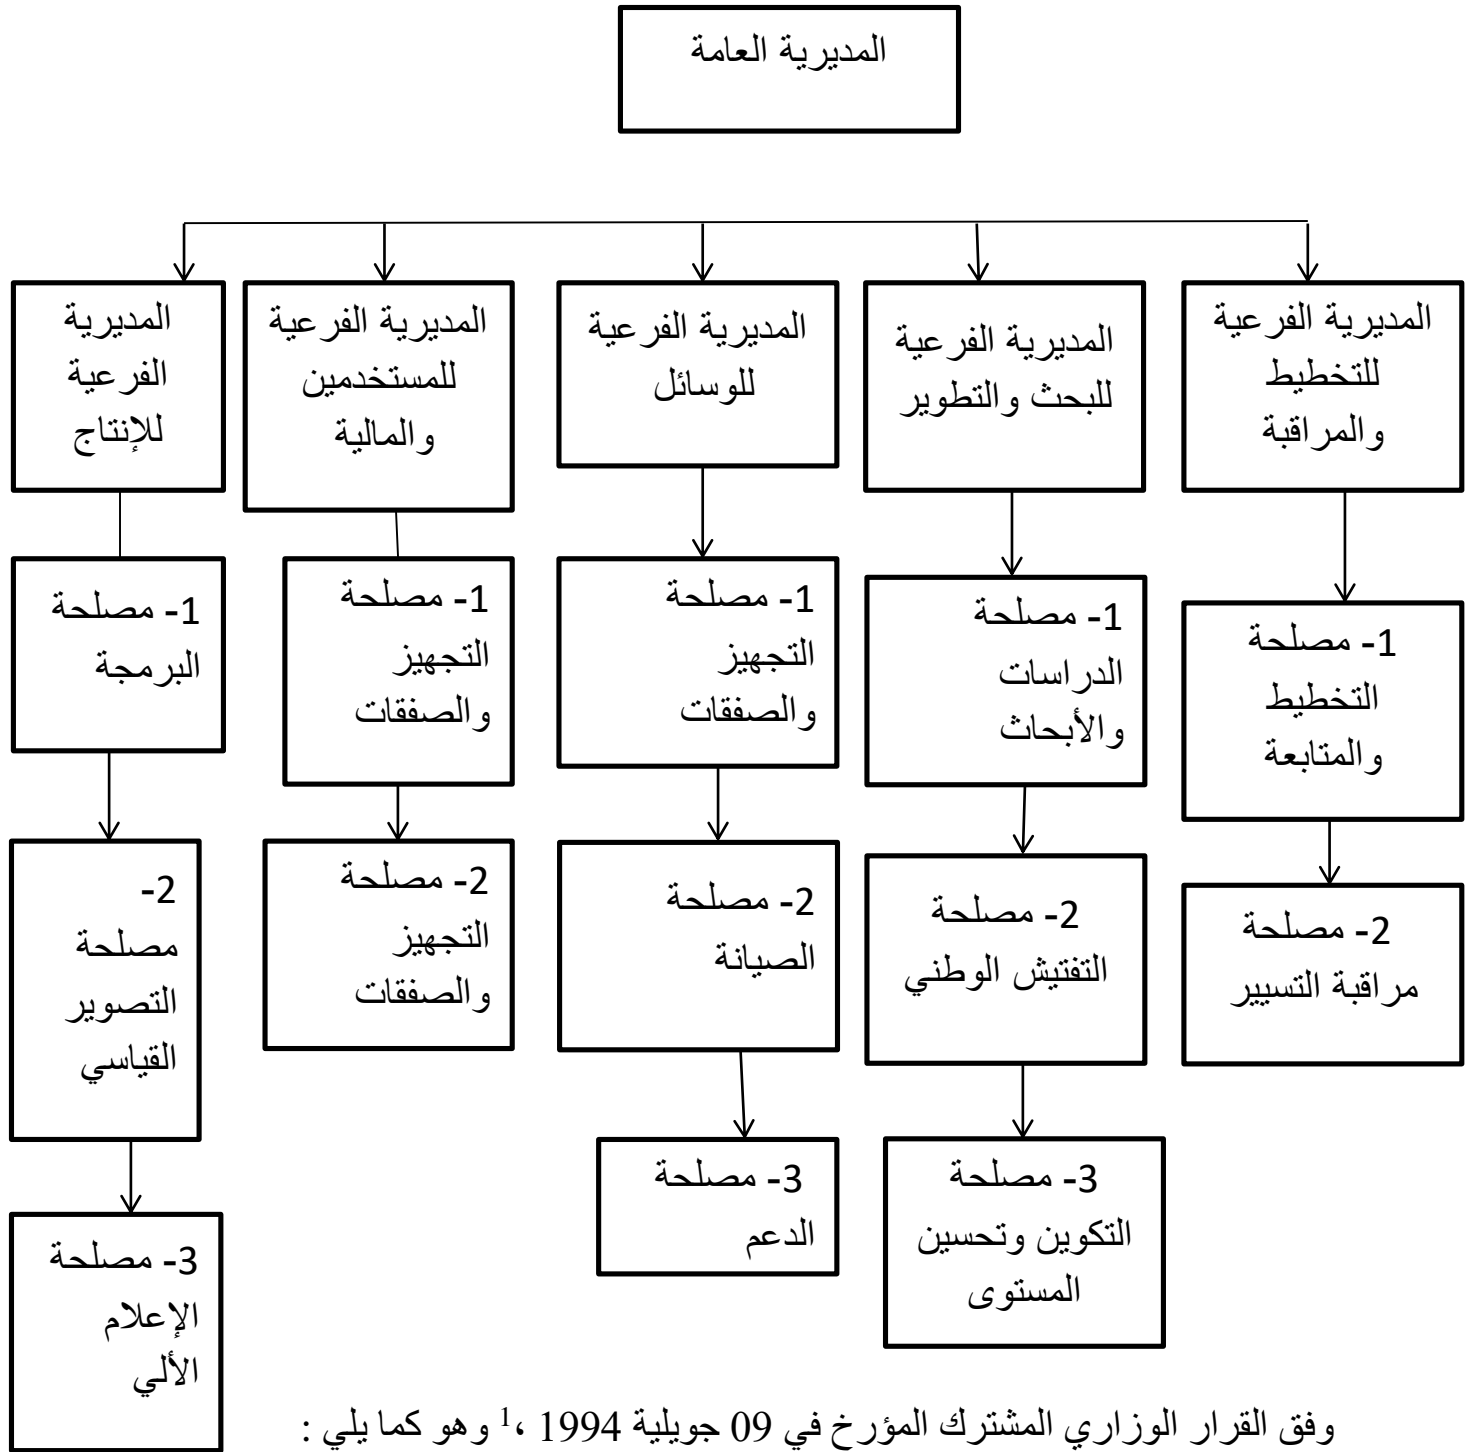 المديرية العامة
المديرية الفرعية
للتخطيط
والمراقبة
المديرية الفرعية
للبحث والتطوير
المديرية الفرعية
للوسائل
المديرية الفرعية
للمستخدمين
والمالية
المديرية
الفرعية
للإنتاج
1- مصلحة
التخطيط
والمتابعة
1- مصلحة
الدراسات
والأبحاث
1- مصلحة
التجهيز
والصفقات
1- مصلحة
التجهيز
والصفقات
1- مصلحة
البرمجة
2- مصلحة
مراقبة التسيير
2- مصلحة
التفتيش الوطني
2- مصلحة
الصيانة
2- مصلحة
التجهيز
والصفقات
2-
مصلحة
التصوير
القياسي
3- مصلحة
التكوين وتحسين
المستوى
3- مصلحة
الدعم
3- مصلحة
الإعلام
الألي
وفق القرار الوزاري المشترك المؤرخ في 09 جويلية 1994 ،1 وهو كما يلي :